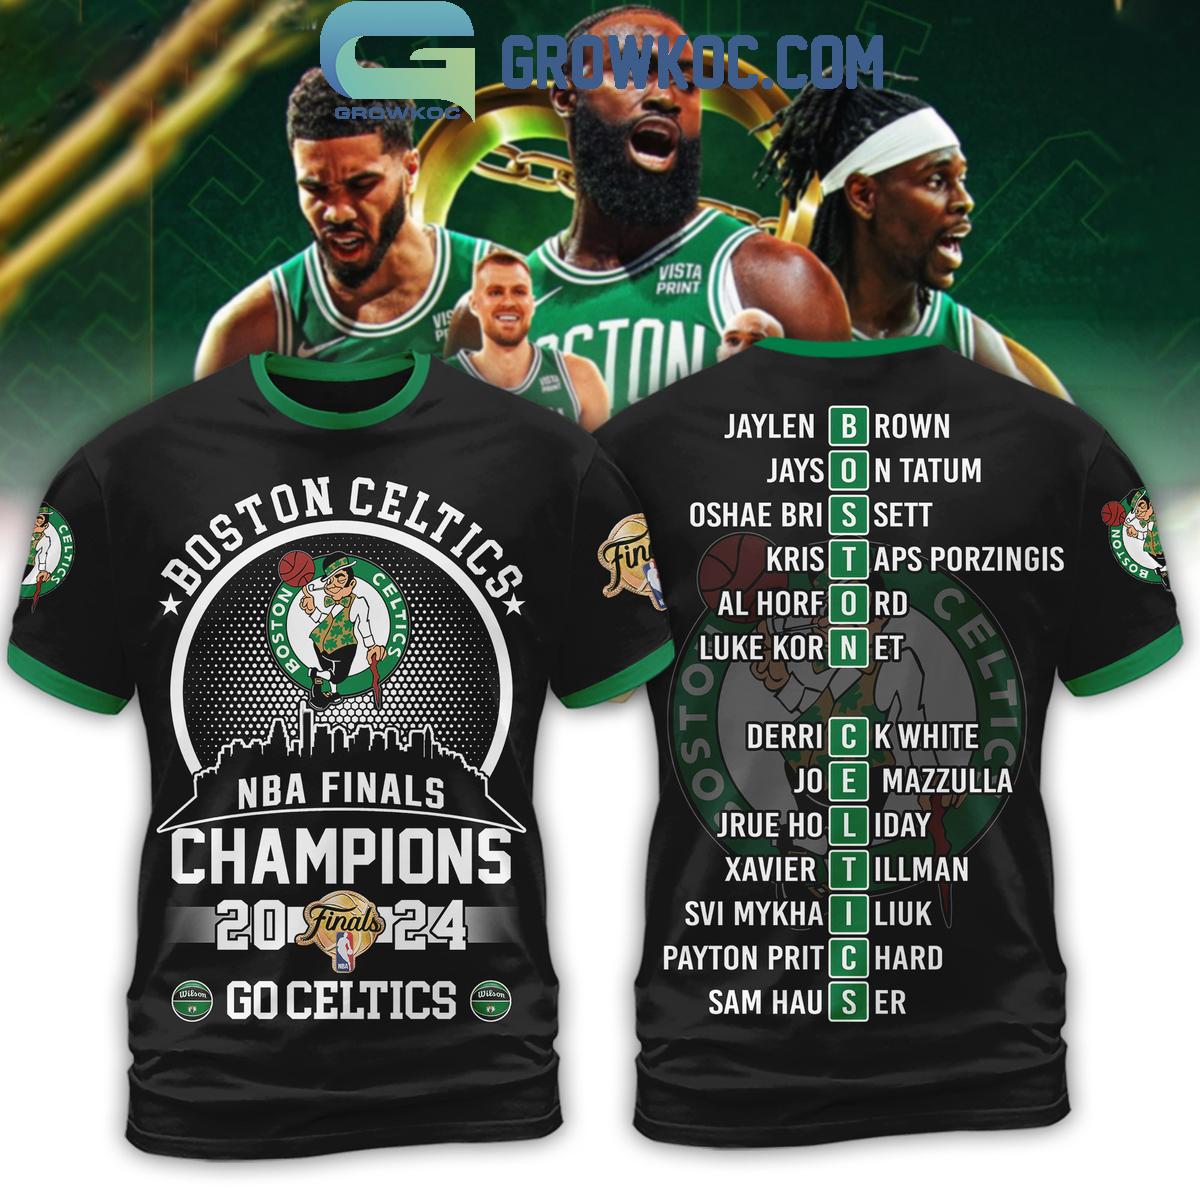 GROWKOC
GROWKOC.COM
VISTA
PRINT
BOSTON CELTICS
BOSTON CELTICS
NBA FINALS
CHAMPIONS
20 Finals 24
NBA
Wilson GO CELTICS Wilson
JAYLEN BROWN
JAYSON TATUM
OSHAE BRISSETT
KRISTAPS PORZINGIS
AL HORFORD
LUKE KORNET
DERRICK WHITE
JOE MAZZULLA
JRUE HOLIDAY
XAVIER TILLMAN
SVI MYKHAILIUK
PAYTON PRITCHARD
SAM HAUSER